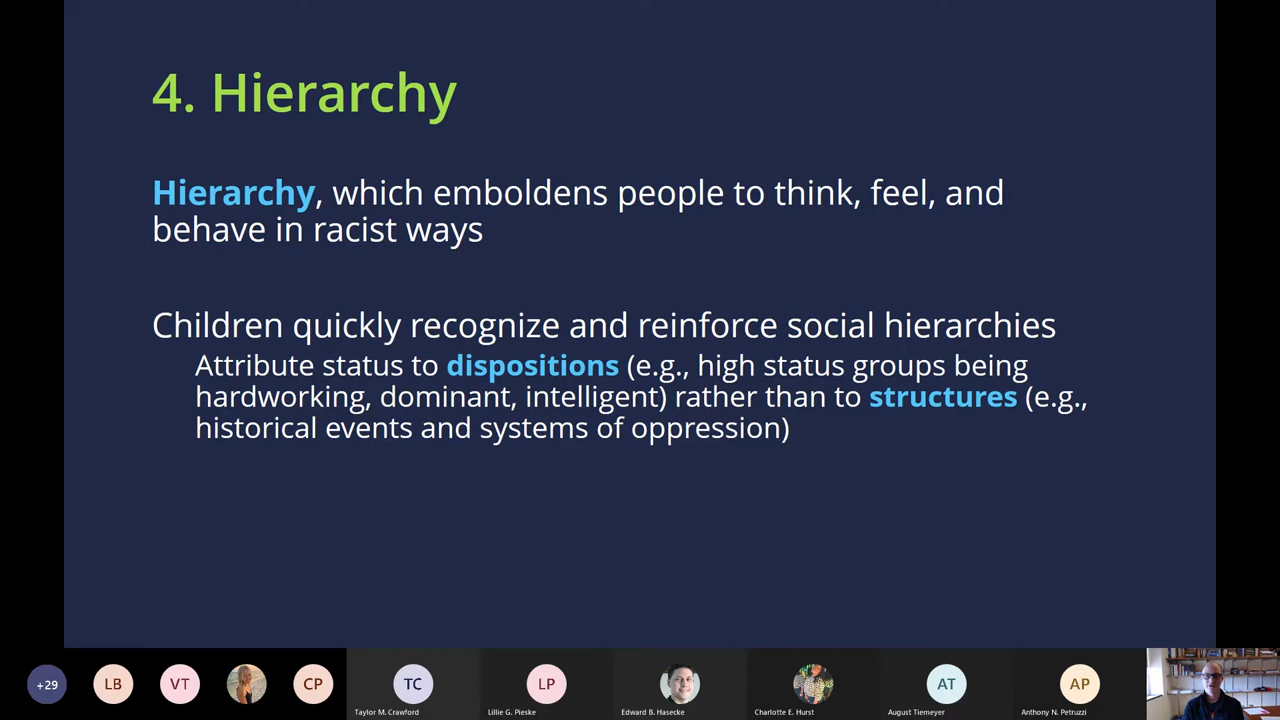 4. Hierarchy
Hierarchy, which emboldens people to think, feel, and
behave in racist ways
Children quickly recognize and reinforce social hierarchies
Attribute status to dispositions (e.g., high status groups being
hardworking, dominant, intelligent) rather than to structures (e.g.,
historical events and systems of oppression)
+29
LB
VT
CP
TC
LP
AT
AP
Taylor M. Crawford
Lillie G. Pieske
Edward B. Hasecke
Charlotte E. Hurst
August Tiemeyer
Anthony N. Petruzzi